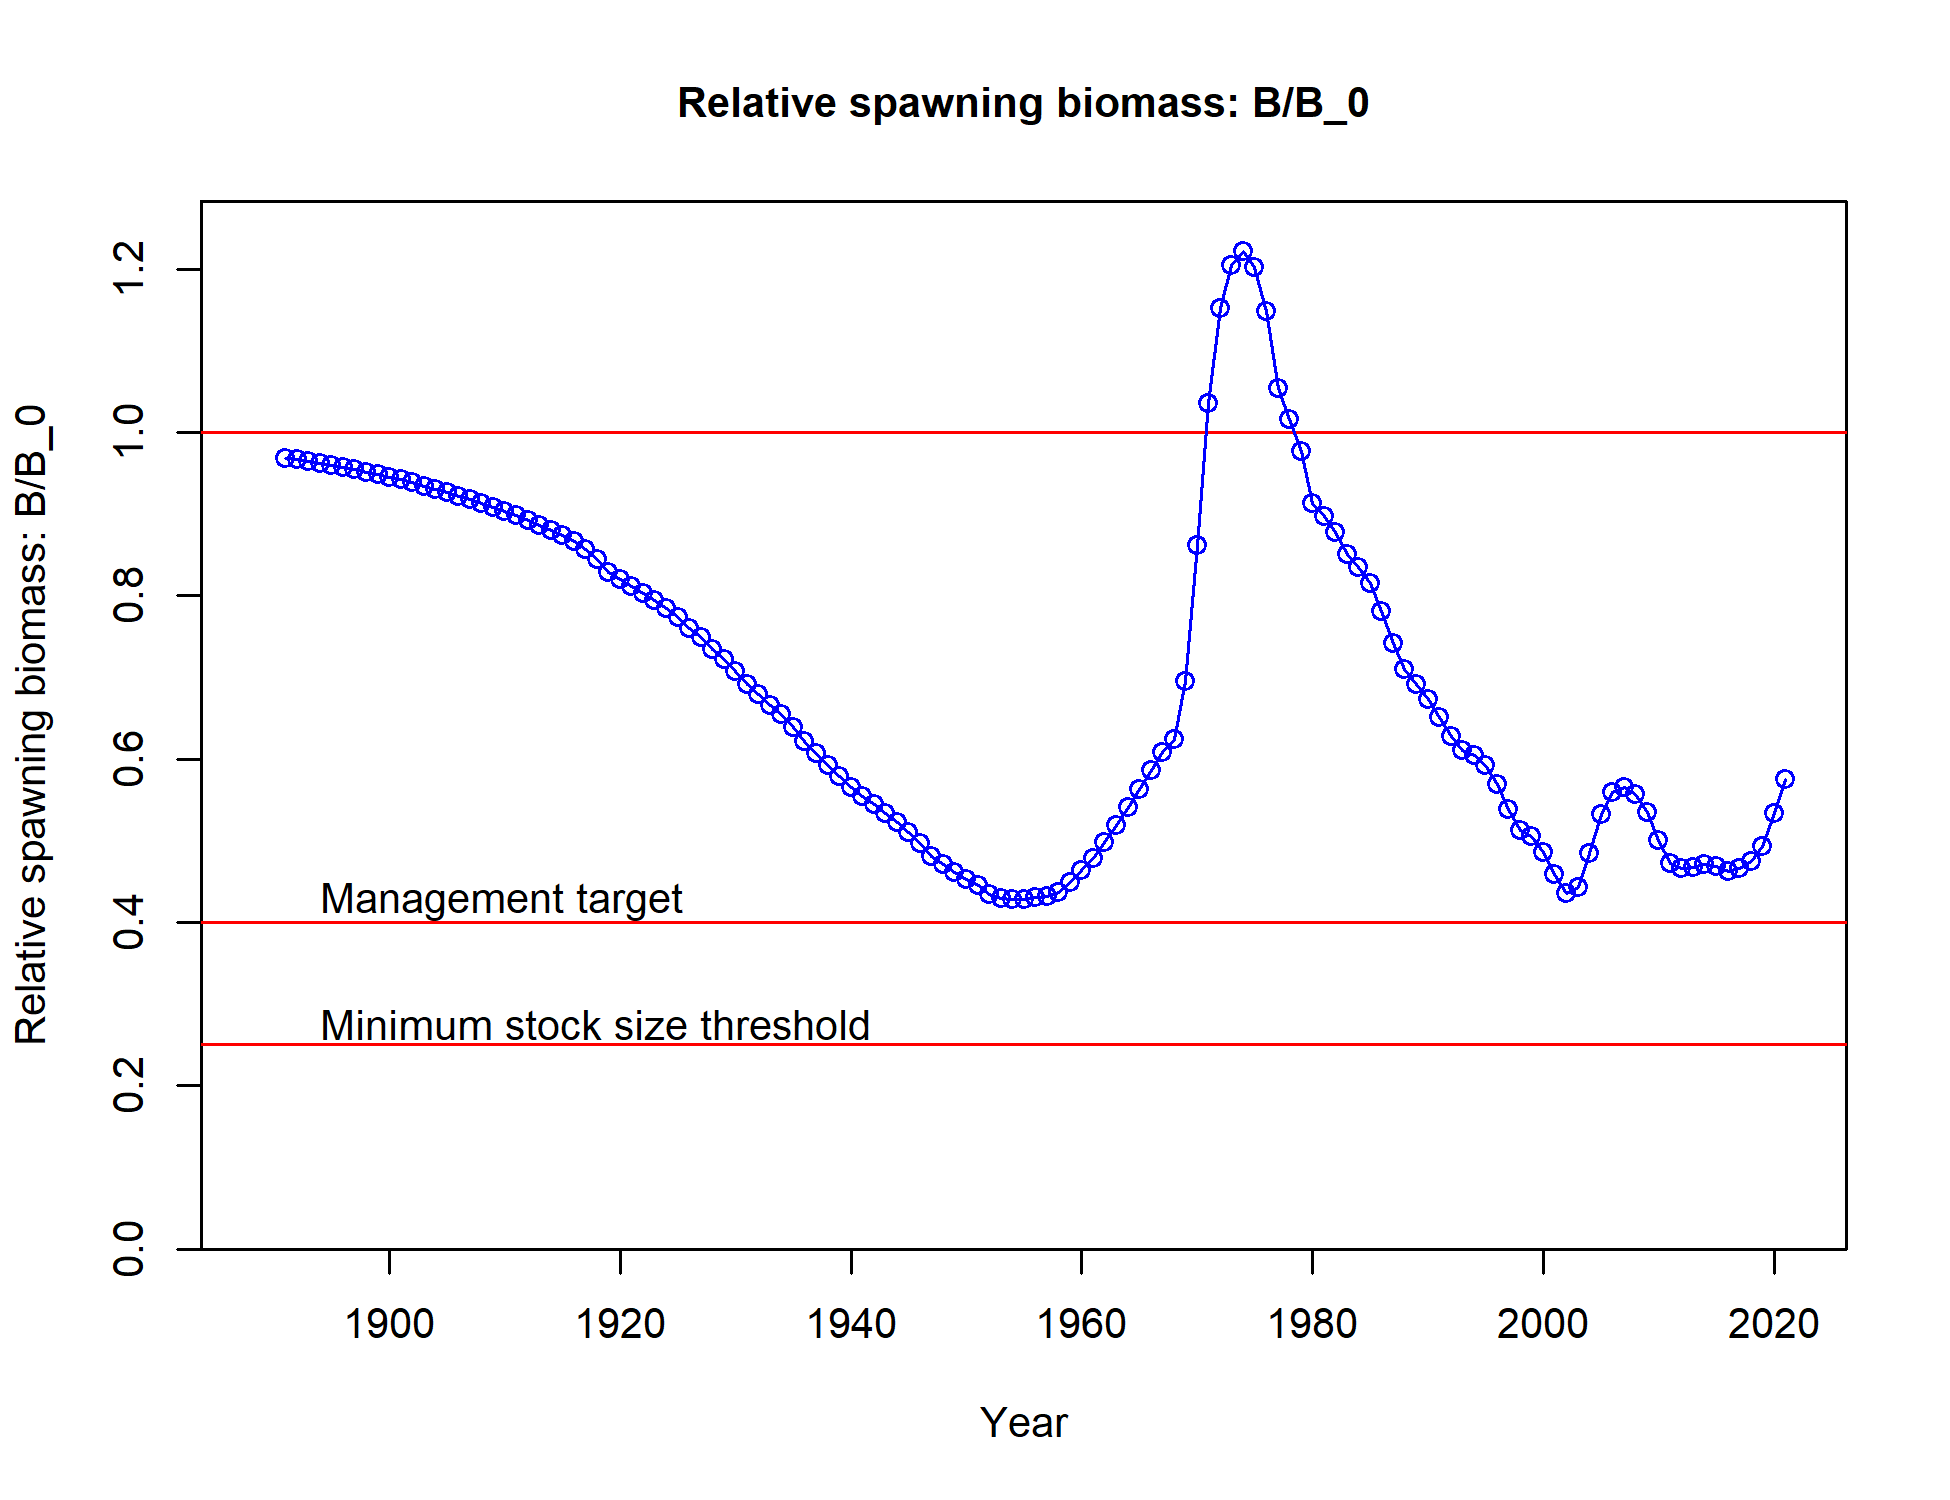 Relative spawning biomass: B/B_0
Relative spawning biomass: B/B_0
1.2
1.0
0.8
0.6
0.4
0.2
0.0
Management target
Minimum stock size threshold
1900 1920 1940 1960 1980 2000 2020
Year